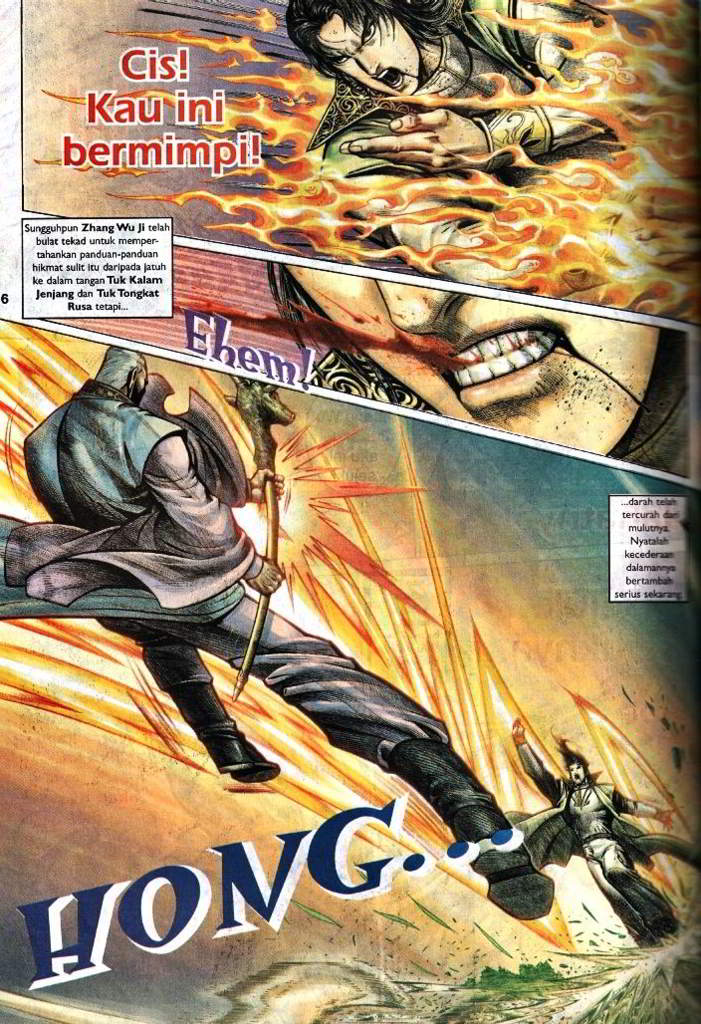 Cis!
Kau ini
bermimpi!
Sungguhpun Zhang Wu Ji telah
bulat tekad untuk memper-
tahankan panduan-panduan
hikmat sulit itu daripada jatuh
ke dalam tangan Tuk Kalam
Jenjang dan Tuk Tongkat
Rusa tetapi...
6
Ehem!
...darah telah
tercurah dari
mulutnya.
Nyatalah
kecederaan
dalamannya
bertambah
serius sekarang.
HONG...